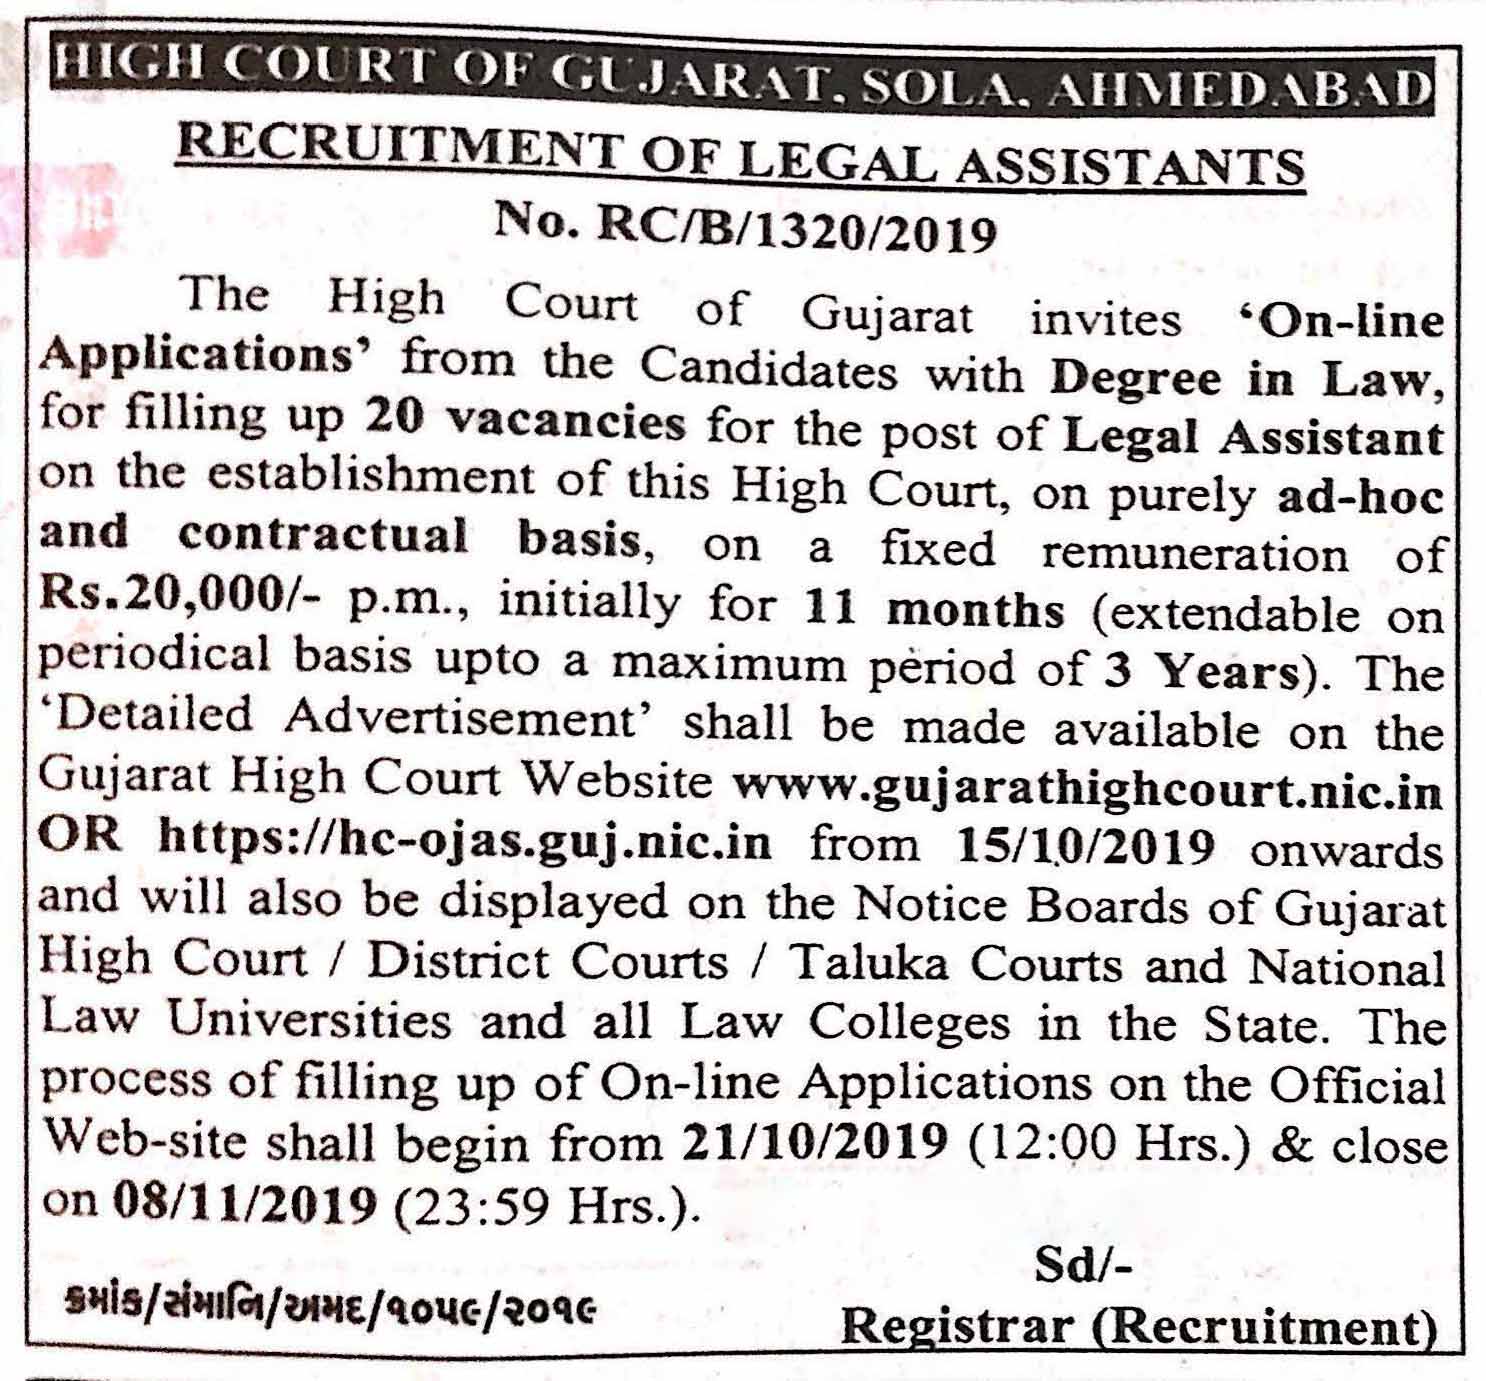 HIGH COURT OF GUJARAT, SOLA, AHMEDABAD
RECRUITMENT OF LEGAL ASSISTANTS
No. RC/B/1320/2019
The High Court of Gujarat invites ‘On-line
Applications’ from the Candidates with Degree in Law,
for filling up 20 vacancies for the post of Legal Assistant
on the establishment of this High Court, on purely ad-hoc
and contractual basis, on a fixed remuneration of
Rs.20,000/- p.m., initially for 11 months (extendable on
periodical basis upto a maximum period of 3 Years). The
‘Detailed Advertisement’ shall be made available on the
Gujarat High Court Website www.gujarathighcourt.nic.in
OR https://hc-ojas.guj.nic.in from 15/10/2019 onwards
and will also be displayed on the Notice Boards of Gujarat
High Court / District Courts / Taluka Courts and National
Law Universities and all Law Colleges in the State. The
process of filling up of On-line Applications on the Official
Web-site shall begin from 21/10/2019 (12:00 Hrs.) & close
on 08/11/2019 (23:59 Hrs.).
Sd/-
ક્રમાંક/સંમાનિ/અમદ/૧૦૫૯/૨૦૧૯
Registrar (Recruitment)